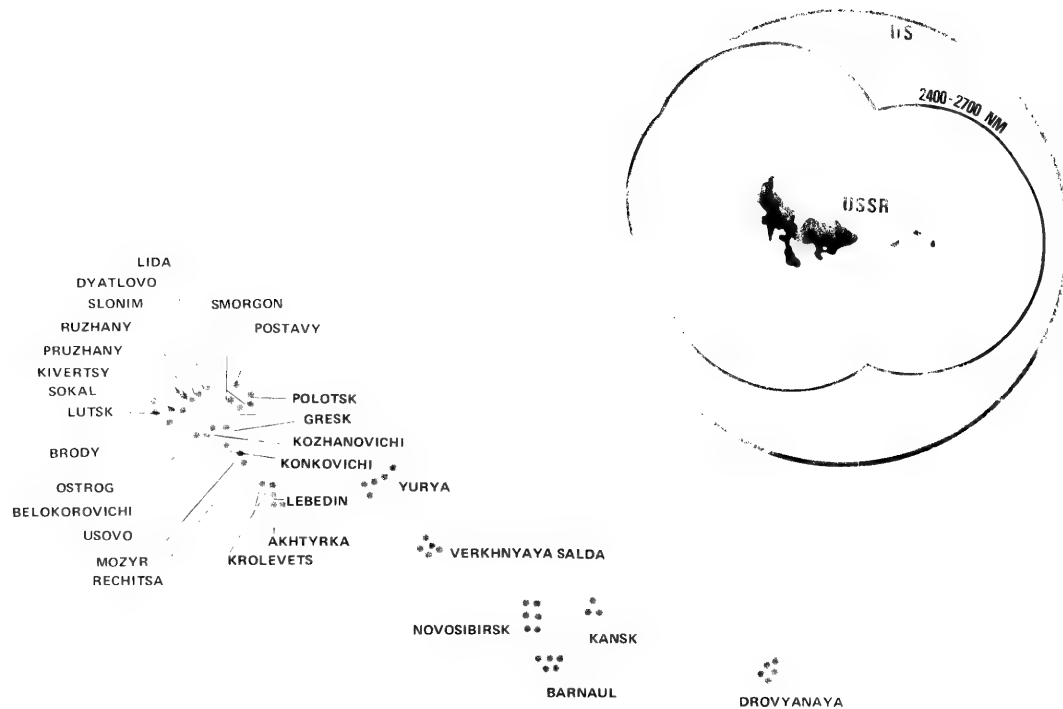 US
2400-2700 NM
USSR
LIDA
DYATLOVO
SLONIM
SMORGON
RUZHANY
POSTAVY
PRUZHANY
KIVERTSY
SOKAL
POLOTSK
LUTSK
GRESK
KOZHANOVICHI
BRODY
KONKOVICHI
OSTROG
YURYA
LEBEDIN
BELOKOROVICHI
USOVO
AKHTYRKA
MOZYR
KROLEVETS
RECHITSA
VERKHNYAYA SALDA
NOVOSIBIRSK
KANSK
BARNAUL
DROVYANAYA